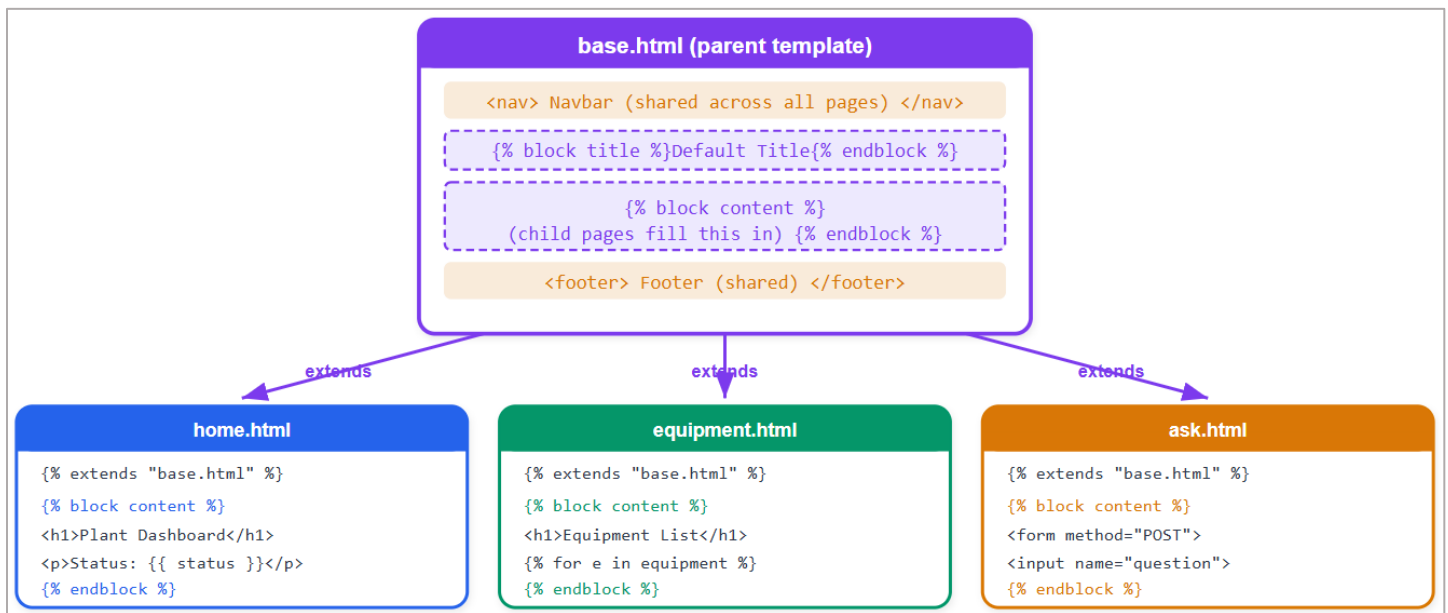 base.html (parent template)
<nav> Navbar (shared across all pages) </nav>
{% block title %}Default Title{% endblock %}
{% block content %}
(child pages fill this in) {% endblock %}
<footer> Footer (shared) </footer>
extends
extends
extends
home.html
{% extends "base.html" %}
{% block content %}
<h1>Plant Dashboard</h1>
<p>Status: {{ status }}</p>
{% endblock %}
equipment.html
{% extends "base.html" %}
{% block content %}
<h1>Equipment List</h1>
{% for e in equipment %}
{% endblock %}
ask.html
{% extends "base.html" %}
{% block content %}
<form method="POST">
<input name="question">
{% endblock %}